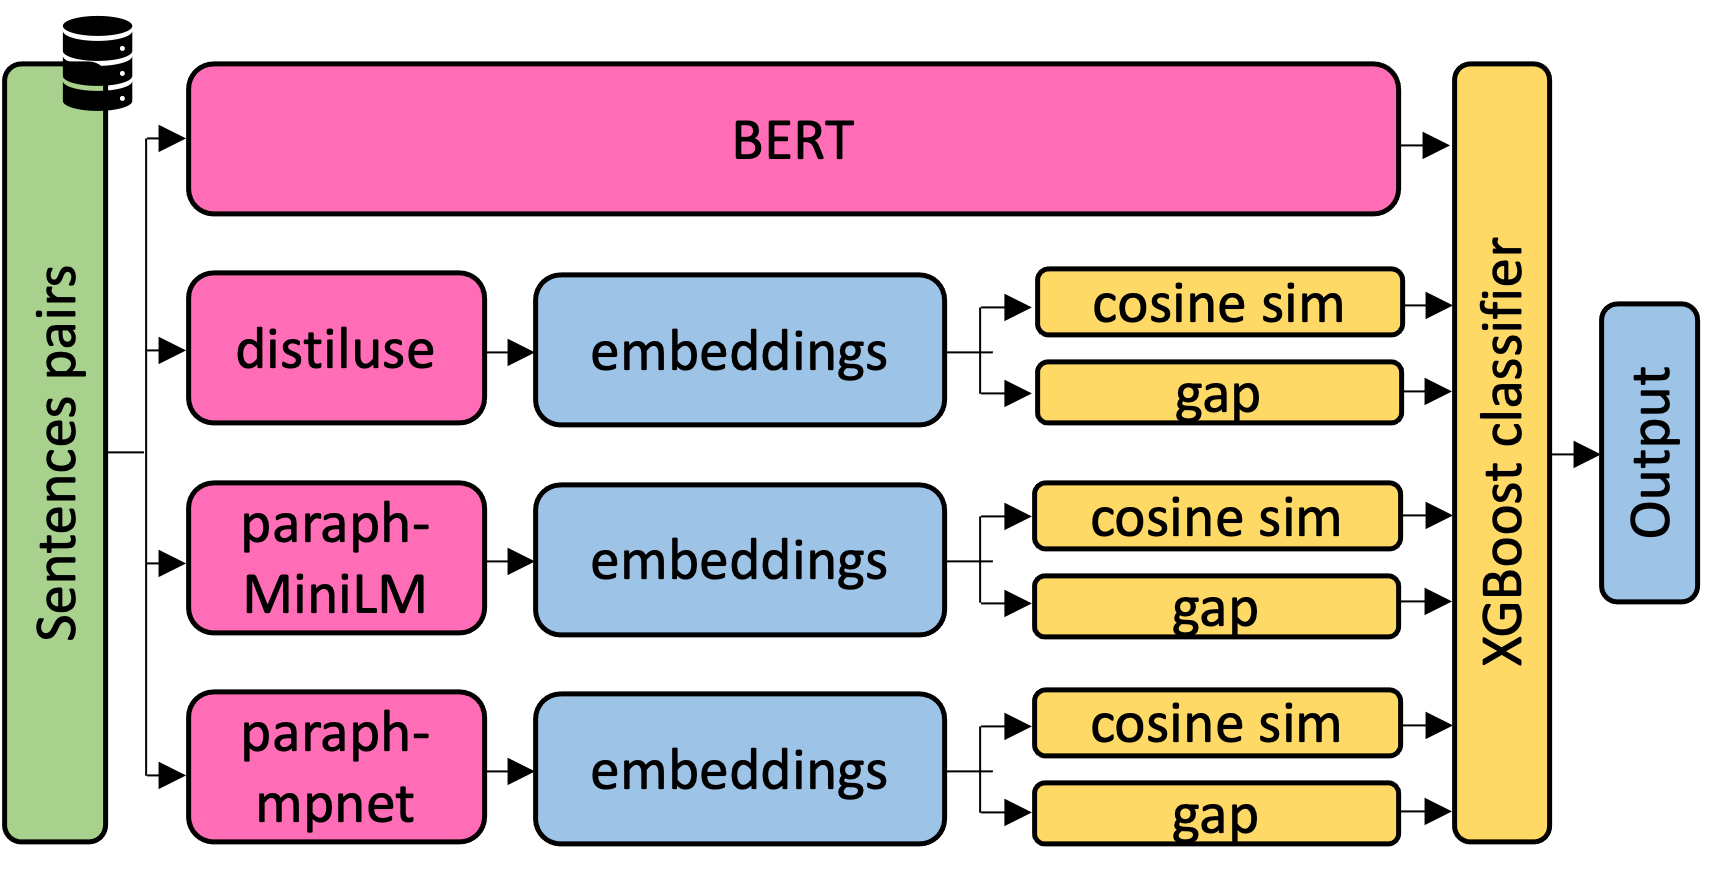 Sentences pairs
BERT
distiluse
embeddings
cosine sim
gap
paraph-
MiniLM
embeddings
cosine sim
gap
paraph-
mpnet
embeddings
cosine sim
gap
XGBoost classifier
Output